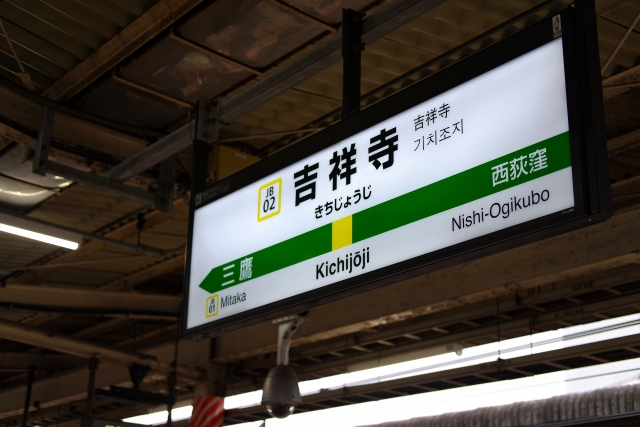 JB
02
吉祥寺
吉祥寺
기치조지
きちじょうじ
三鷹
西荻窪
JB
01
Mitaka
Kichijōji
Nishi-Ogikubo